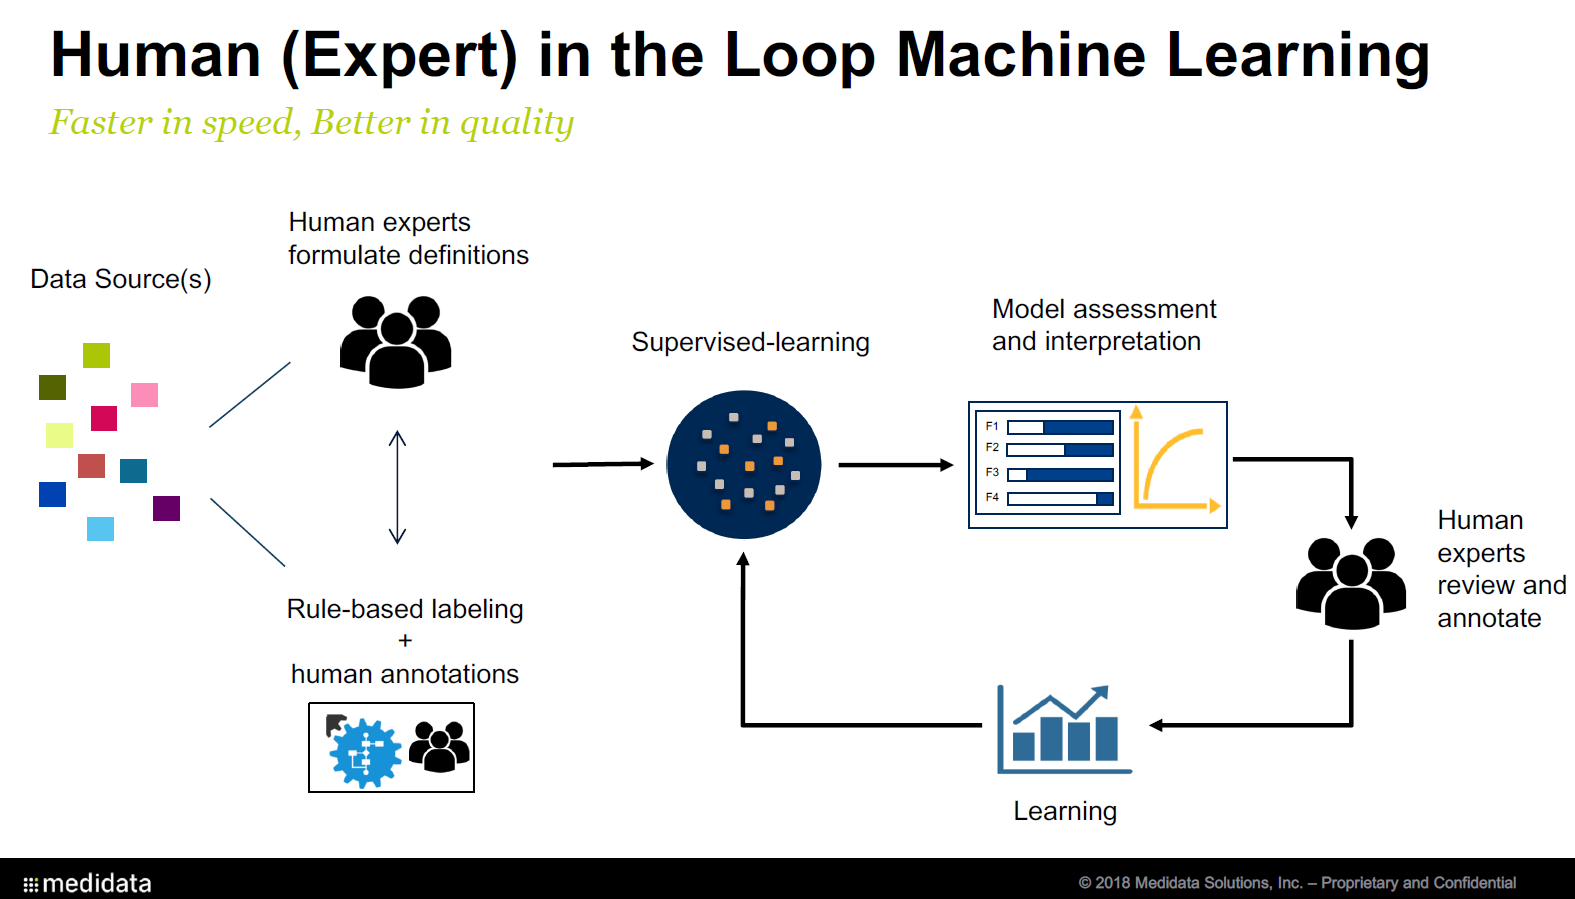 Human (Expert) in the Loop Machine Learning
Faster in speed, Better in quality
Data Source(s)
Human experts
formulate definitions
Rule-based labeling
+
human annotations
Supervised-learning
Model assessment
and interpretation
F1
F2
F3
F4
Human
experts
review and
annotate
Learning
medidata
© 2018 Medidata Solutions, Inc. – Proprietary and Confidential